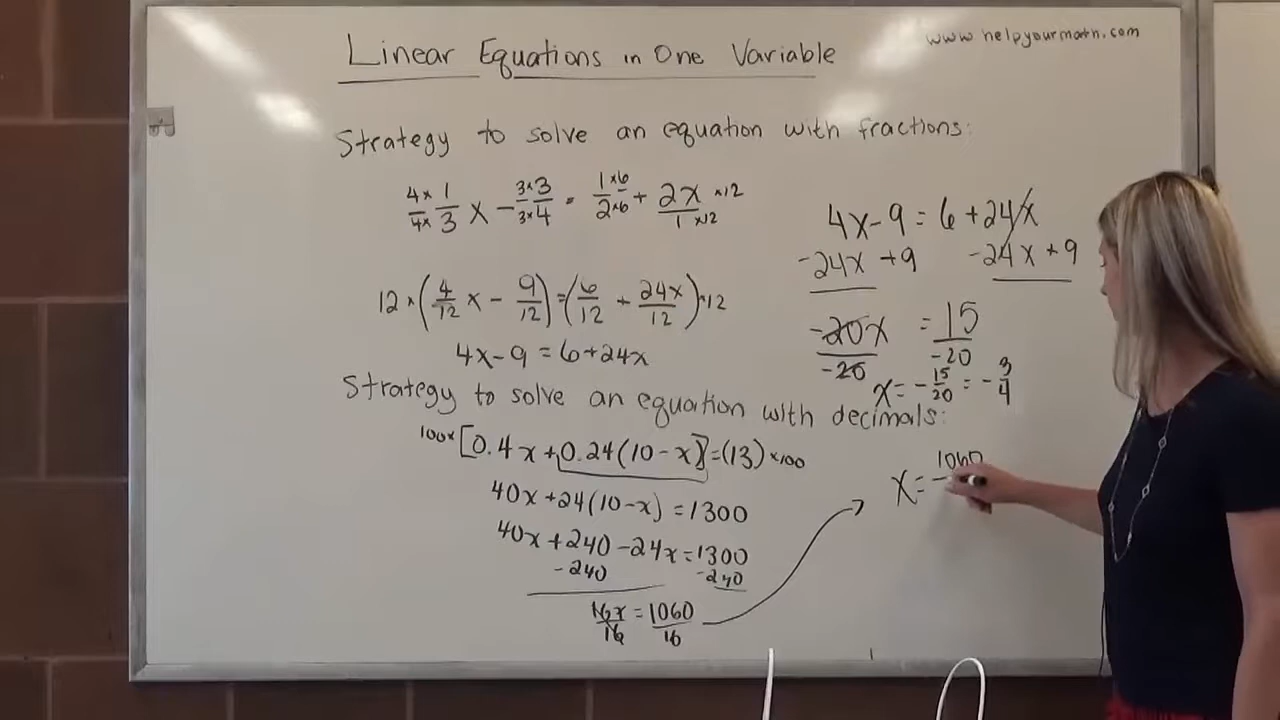 www.helpyourmath.com
Linear Equations in One Variable
Strategy to solve an equation with fractions:
4/4 × 1/3 x - 3/3 × 3/4 = 1/2 ×6/×6 + 2x/1 ×12/×12
12 × (4/12 x - 9/12) = (6/12 + 24x/12) × 12
4x-9 = 6+24x
4x-9 = 6+24x
-24x +9 -24x +9
-20x/-20 = 15/-20
x = -15/20 = -3/4
Strategy to solve an equation with decimals:
100× [0.4x + 0.24(10-x)] = (13) ×100
40x+24(10-x) = 1300
40x+240-24x = 1300
-240 -240
16x/16 = 1060/16
x = 1060